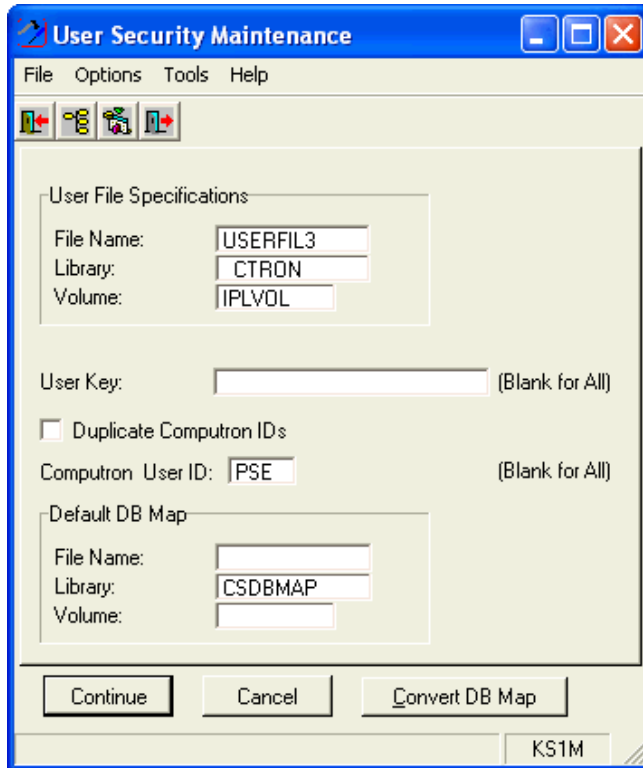 User Security Maintenance
File Options Tools Help
User File Specifications
File Name: USERFIL3
Library: CTRON
Volume: IPLVOL
User Key: (Blank for All)
Duplicate Computron IDs
Computron User ID: PSE (Blank for All)
Default DB Map
File Name:
Library: CSDBMAP
Volume:
Continue Cancel Convert DB Map
KS1M